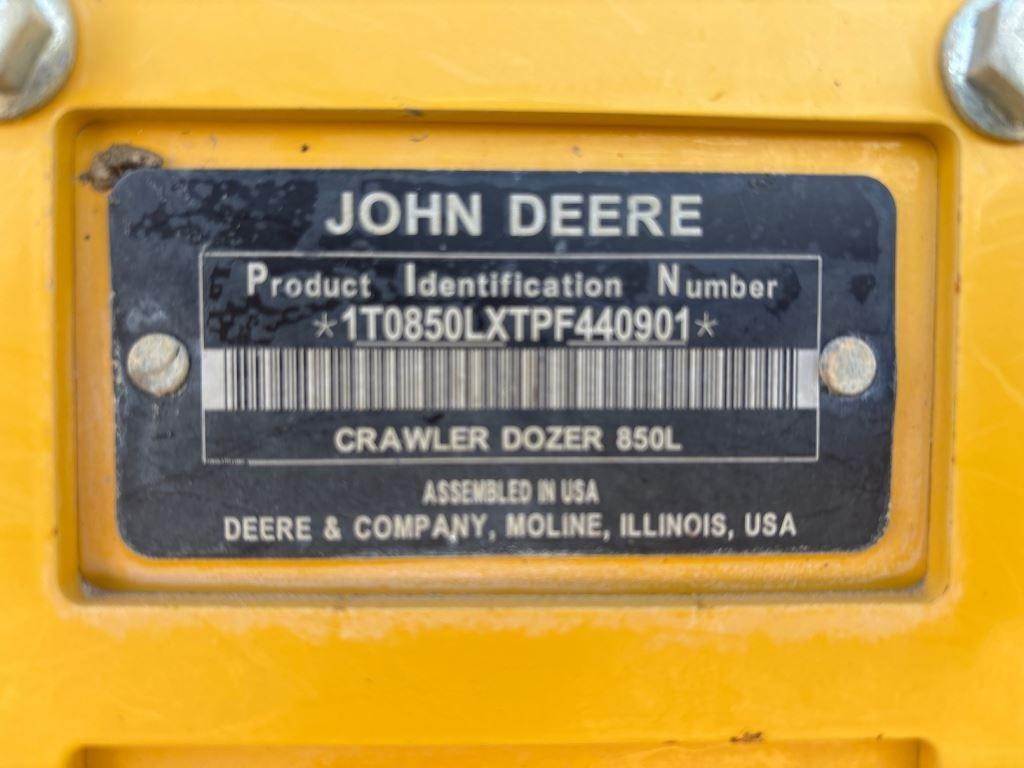 JOHN DEERE
Product Identification Number
*1T0850LXTPF440901*
CRAWLER DOZER 850L
ASSEMBLED IN USA
DEERE & COMPANY, MOLINE, ILLINOIS, USA